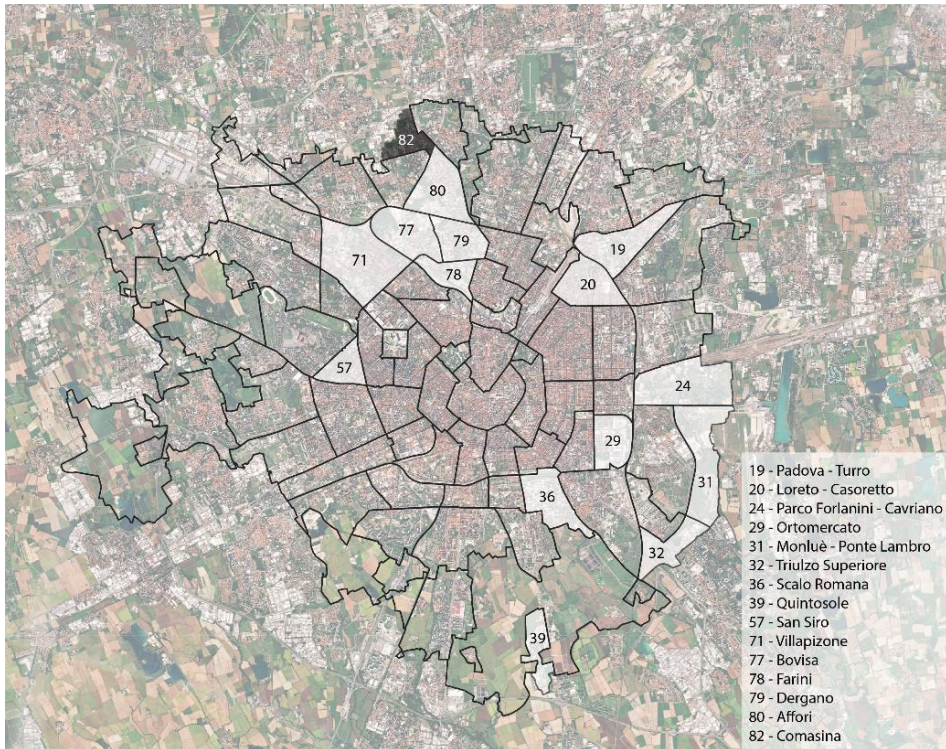 82
80
77
79
19
71
78
20
57
24
29
31
36
32
39
19 - Padova - Turro
20 - Loreto - Casoretto
24 - Parco Forlanini - Cavriano
29 - Ortomercato
31 - Monluè - Ponte Lambro
32 - Triulzo Superiore
36 - Scalo Romana
39 - Quintosole
57 - San Siro
71 - Villapizone
77 - Bovisa
78 - Farini
79 - Dergano
80 - Affori
82 - Comasina